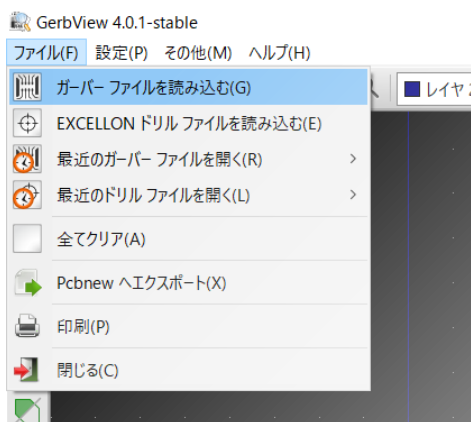 GerbView 4.0.1-stable
ファイル(F) 設定(P) その他(M) ヘルプ(H)
ガーバー ファイルを読み込む(G)
レイヤ
EXCELLON ドリル ファイルを読み込む(E)
最近のガーバー ファイルを開く(R)
最近のドリル ファイルを開く(L)
全てクリア(A)
Pcbnew へエクスポート(X)
印刷(P)
閉じる(C)